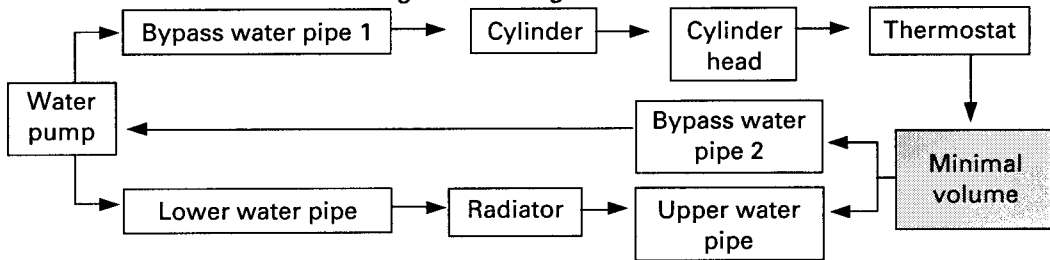 Bypass water pipe 1
Cylinder
Cylinder
head
Thermostat
Water
pump
Bypass water
pipe 2
Minimal
volume
Lower water pipe
Radiator
Upper water
pipe